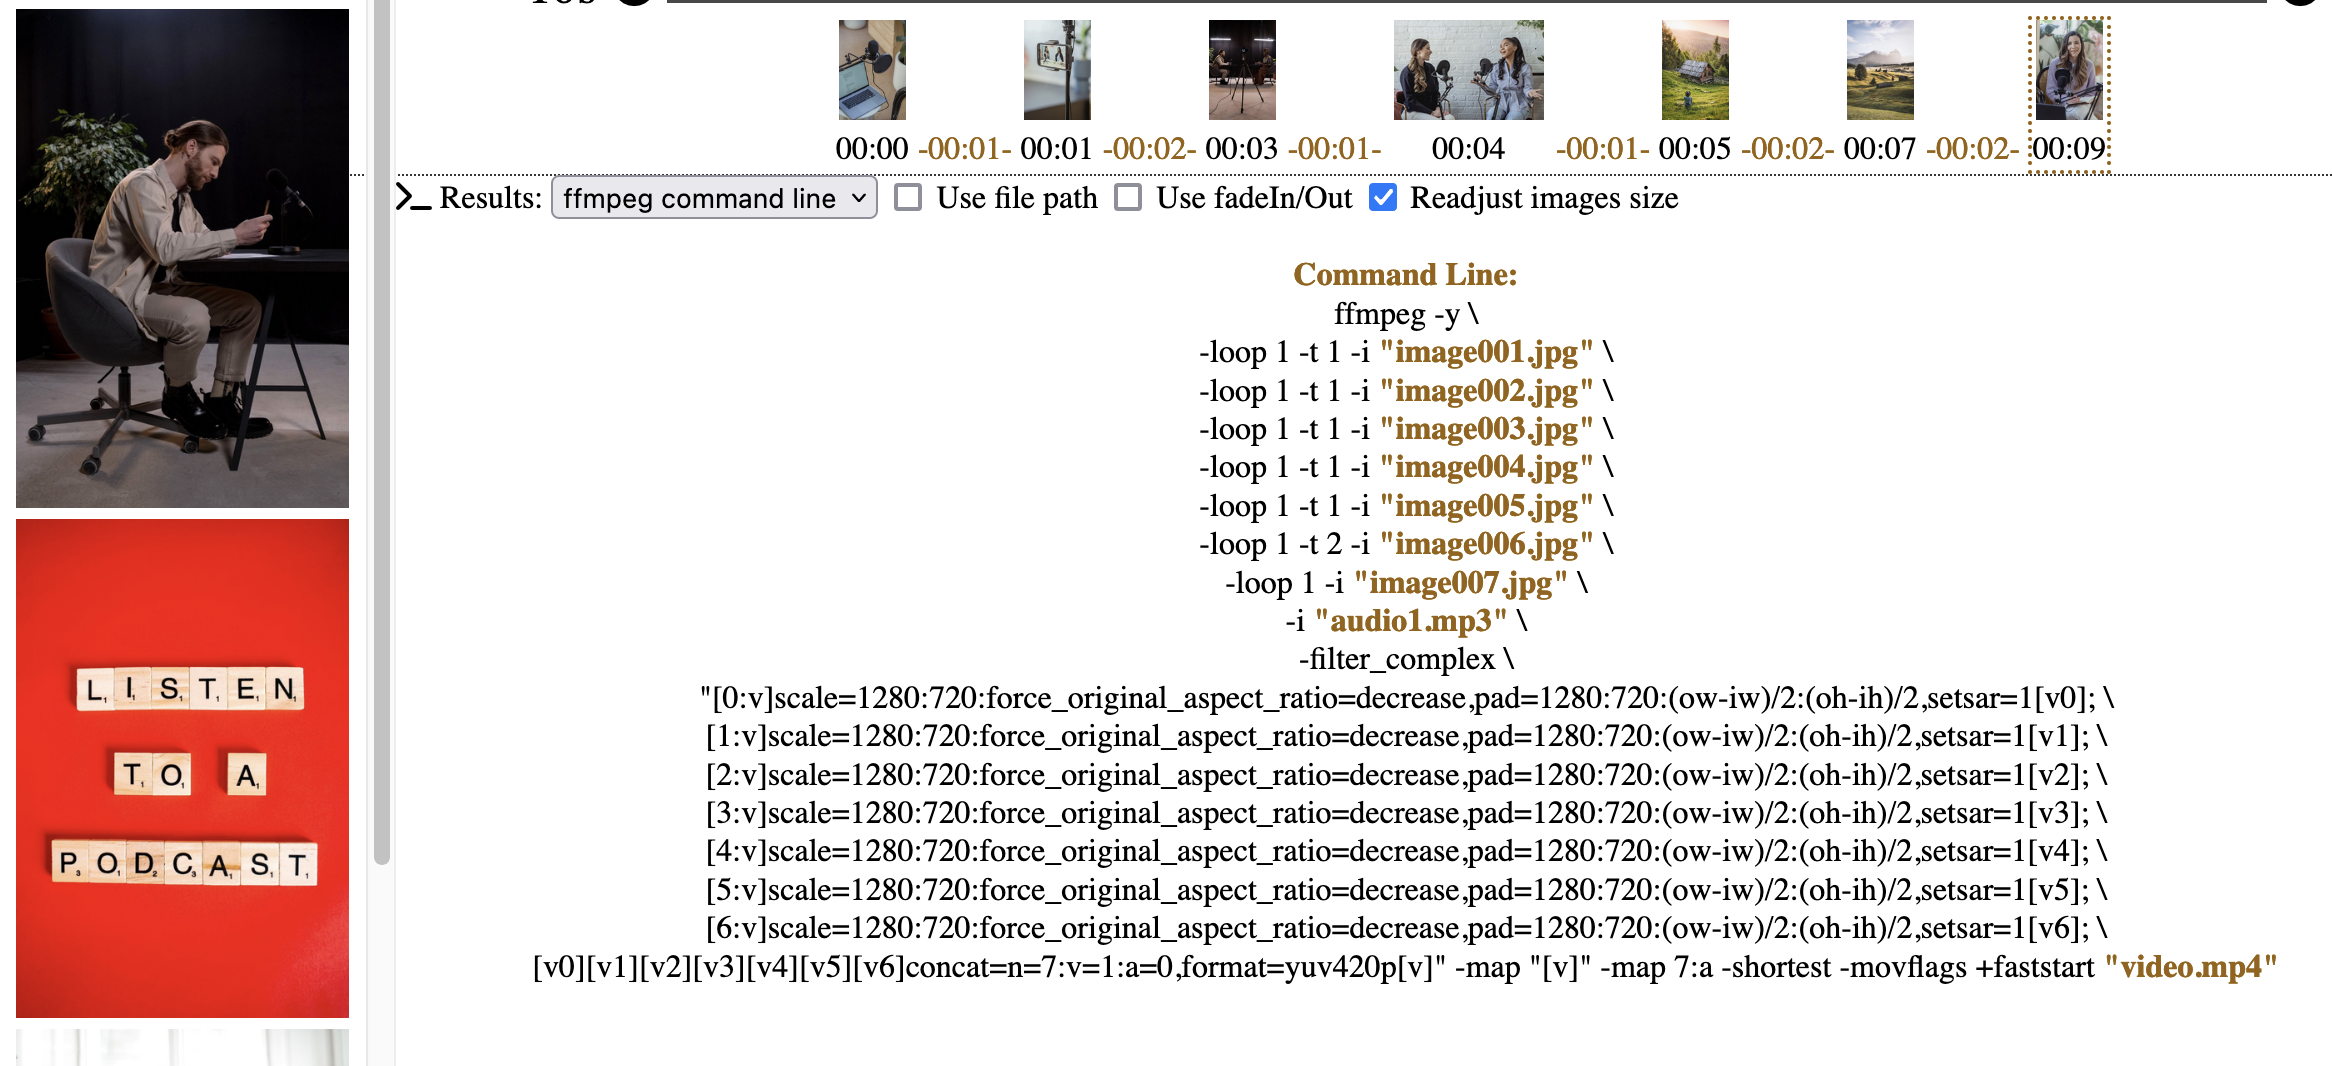 00:00 -00:01- 00:01 -00:02- 00:03 -00:01- 00:04 -00:01- 00:05 -00:02- 00:07 -00:02- 00:09
Results: ffmpeg command line Use file path Use fadeIn/Out Readjust images size
Command Line:
ffmpeg -y \
-loop 1 -t 1 -i "image001.jpg" \
-loop 1 -t 1 -i "image002.jpg" \
-loop 1 -t 1 -i "image003.jpg" \
-loop 1 -t 1 -i "image004.jpg" \
-loop 1 -t 1 -i "image005.jpg" \
-loop 1 -t 2 -i "image006.jpg" \
-loop 1 -i "image007.jpg" \
-i "audio1.mp3" \
-filter_complex \
"[0:v]scale=1280:720:force_original_aspect_ratio=decrease,pad=1280:720:(ow-iw)/2:(oh-ih)/2,setsar=1[v0]; \
[1:v]scale=1280:720:force_original_aspect_ratio=decrease,pad=1280:720:(ow-iw)/2:(oh-ih)/2,setsar=1[v1]; \
[2:v]scale=1280:720:force_original_aspect_ratio=decrease,pad=1280:720:(ow-iw)/2:(oh-ih)/2,setsar=1[v2]; \
[3:v]scale=1280:720:force_original_aspect_ratio=decrease,pad=1280:720:(ow-iw)/2:(oh-ih)/2,setsar=1[v3]; \
[4:v]scale=1280:720:force_original_aspect_ratio=decrease,pad=1280:720:(ow-iw)/2:(oh-ih)/2,setsar=1[v4]; \
[5:v]scale=1280:720:force_original_aspect_ratio=decrease,pad=1280:720:(ow-iw)/2:(oh-ih)/2,setsar=1[v5]; \
[6:v]scale=1280:720:force_original_aspect_ratio=decrease,pad=1280:720:(ow-iw)/2:(oh-ih)/2,setsar=1[v6]; \
[v0][v1][v2][v3][v4][v5][v6]concat=n=7:v=1:a=0,format=yuv420p[v]" -map "[v]" -map 7:a -shortest -movflags +faststart "video.mp4"
LISTEN
TO A
PODCAST